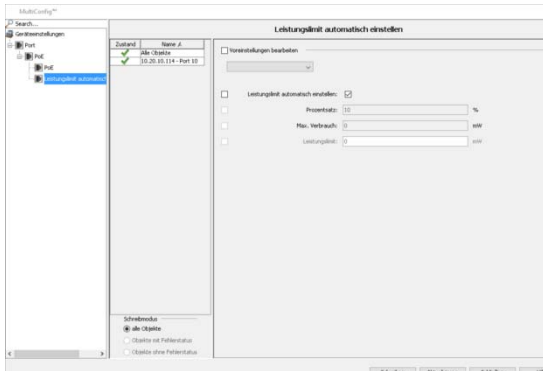 MultiConfig™
Search...
Geräteeinstellungen
Port
PoE
PoE
Leistungslimit automatisch
Zustand Name
Alle Objekte
10.20.10.114 - Port 10
Schreibmodus
alle Objekte
Objekte mit Fehlerstatus
Objekte ohne Fehlerstatus
Leistungslimit automatisch einstellen
Voreinstellungen bearbeiten
Leistungslimit automatisch einstellen:
Prozentsatz: 10 %
Max. Verbrauch: 0 mW
Leistungslimit: 0 mW